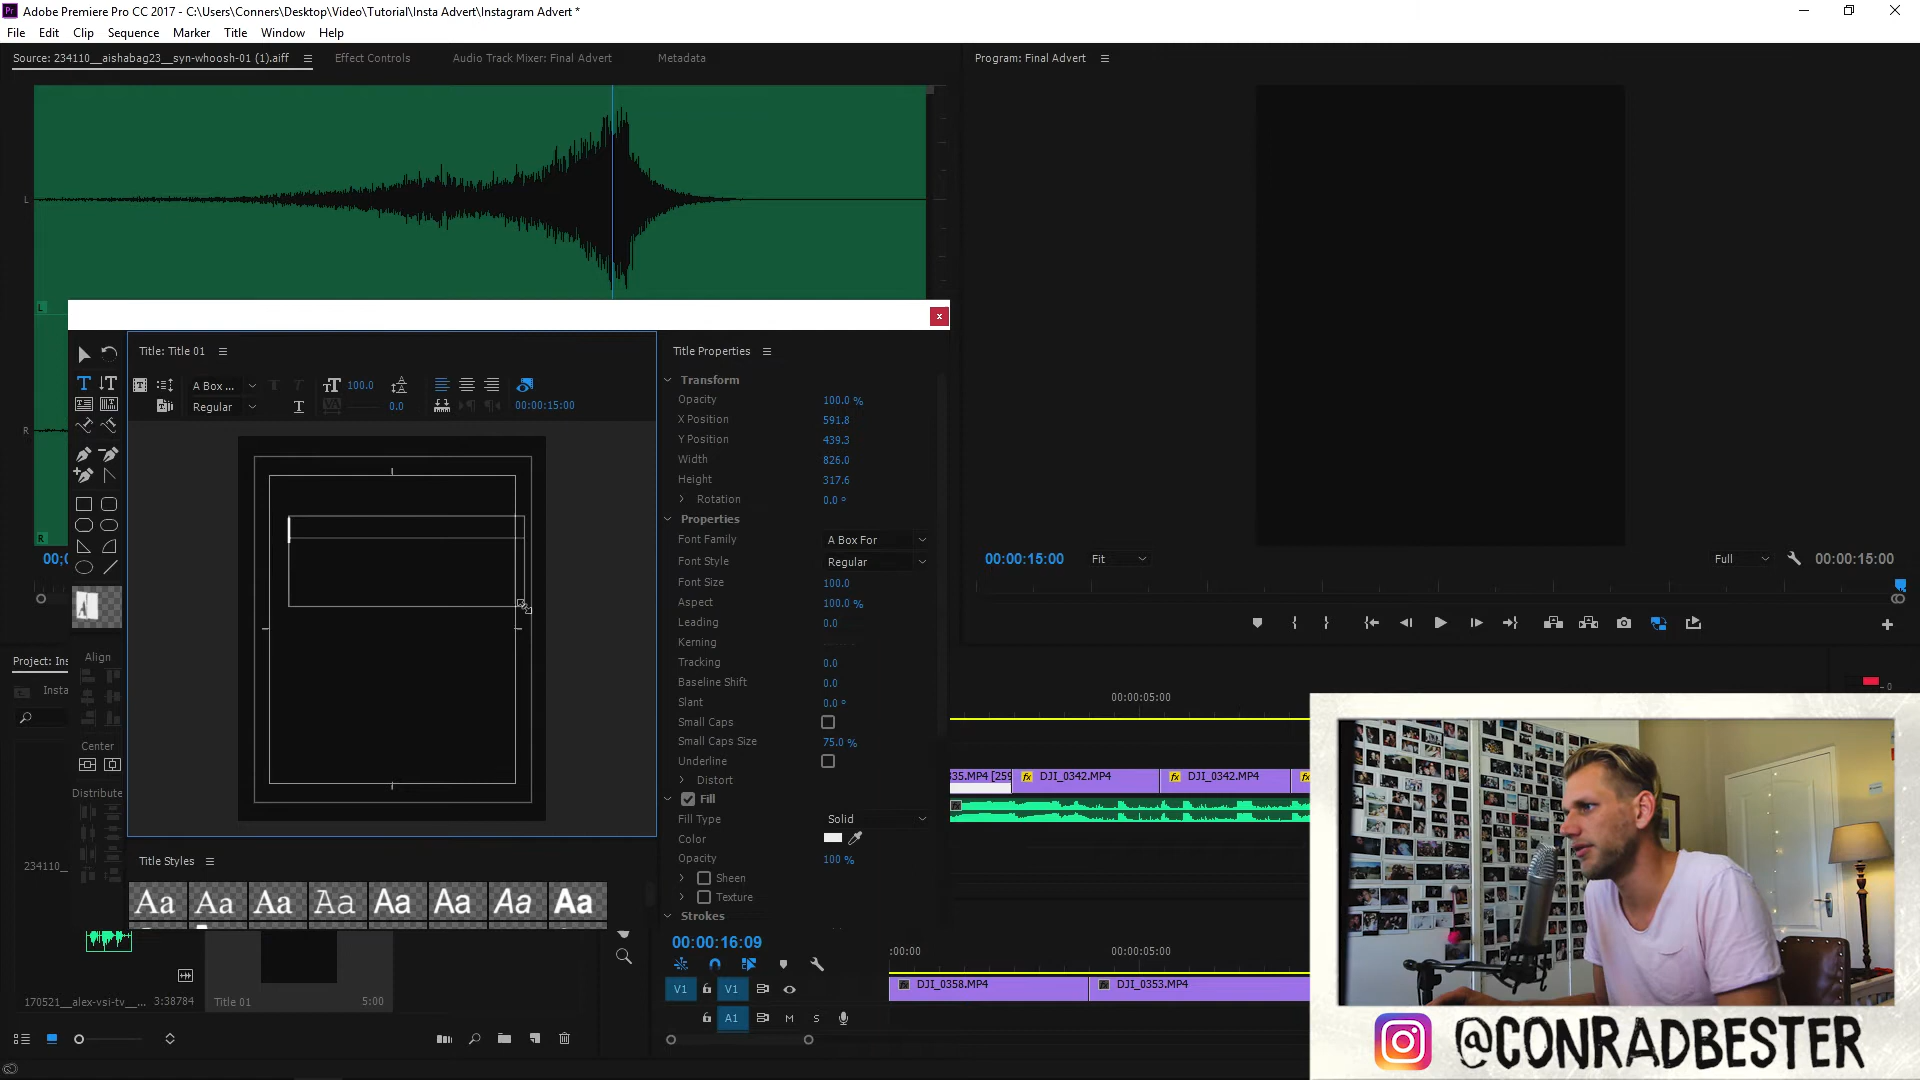 Adobe Premiere Pro CC 2017 - C:\Users\Conners\Desktop\Video\Tutorial\Insta Advert\Instagram Advert *
File Edit Clip Sequence Marker Title Window Help
Source: 234110__aishabag23__syn-whoosh-01 (1).aiff Effect Controls Audio Track Mixer: Final Advert Metadata
Program: Final Advert
L
L
R
R
Title: Title 01
A Box ... 100.0
Regular 0.0 00:00:15:00
Title Properties
Transform
Opacity 100.0 %
X Position 591.8
Y Position 439.3
Width 826.0
Height 317.6
Rotation 0.0 °
Properties
Font Family A Box For
Font Style Regular
Font Size 100.0
Aspect 100.0 %
Leading 0.0
Kerning
Tracking 0.0
Baseline Shift 0.0
Slant 0.0 °
Small Caps
Small Caps Size 75.0 %
Underline
Distort
Fill
Fill Type Solid
Color
Opacity 100 %
Sheen
Texture
Strokes
Align
Center
Distribute
Title Styles
Aa Aa Aa Aa Aa Aa Aa Aa
00:00:15:00 Fit Full 00:00:15:00
Project: Ins
Insta
234110__
170521__alex-vsi-tv__... 3:38784
Title 01 5:00
00:00:05:00
35.MP4 [259 DJI_0342.MP4 DJI_0342.MP4
00:00:16:09
:00:00 00:00:05:00
V1 V1 DJI_0358.MP4 DJI_0353.MP4
A1 M S
0
@CONRADBESTER